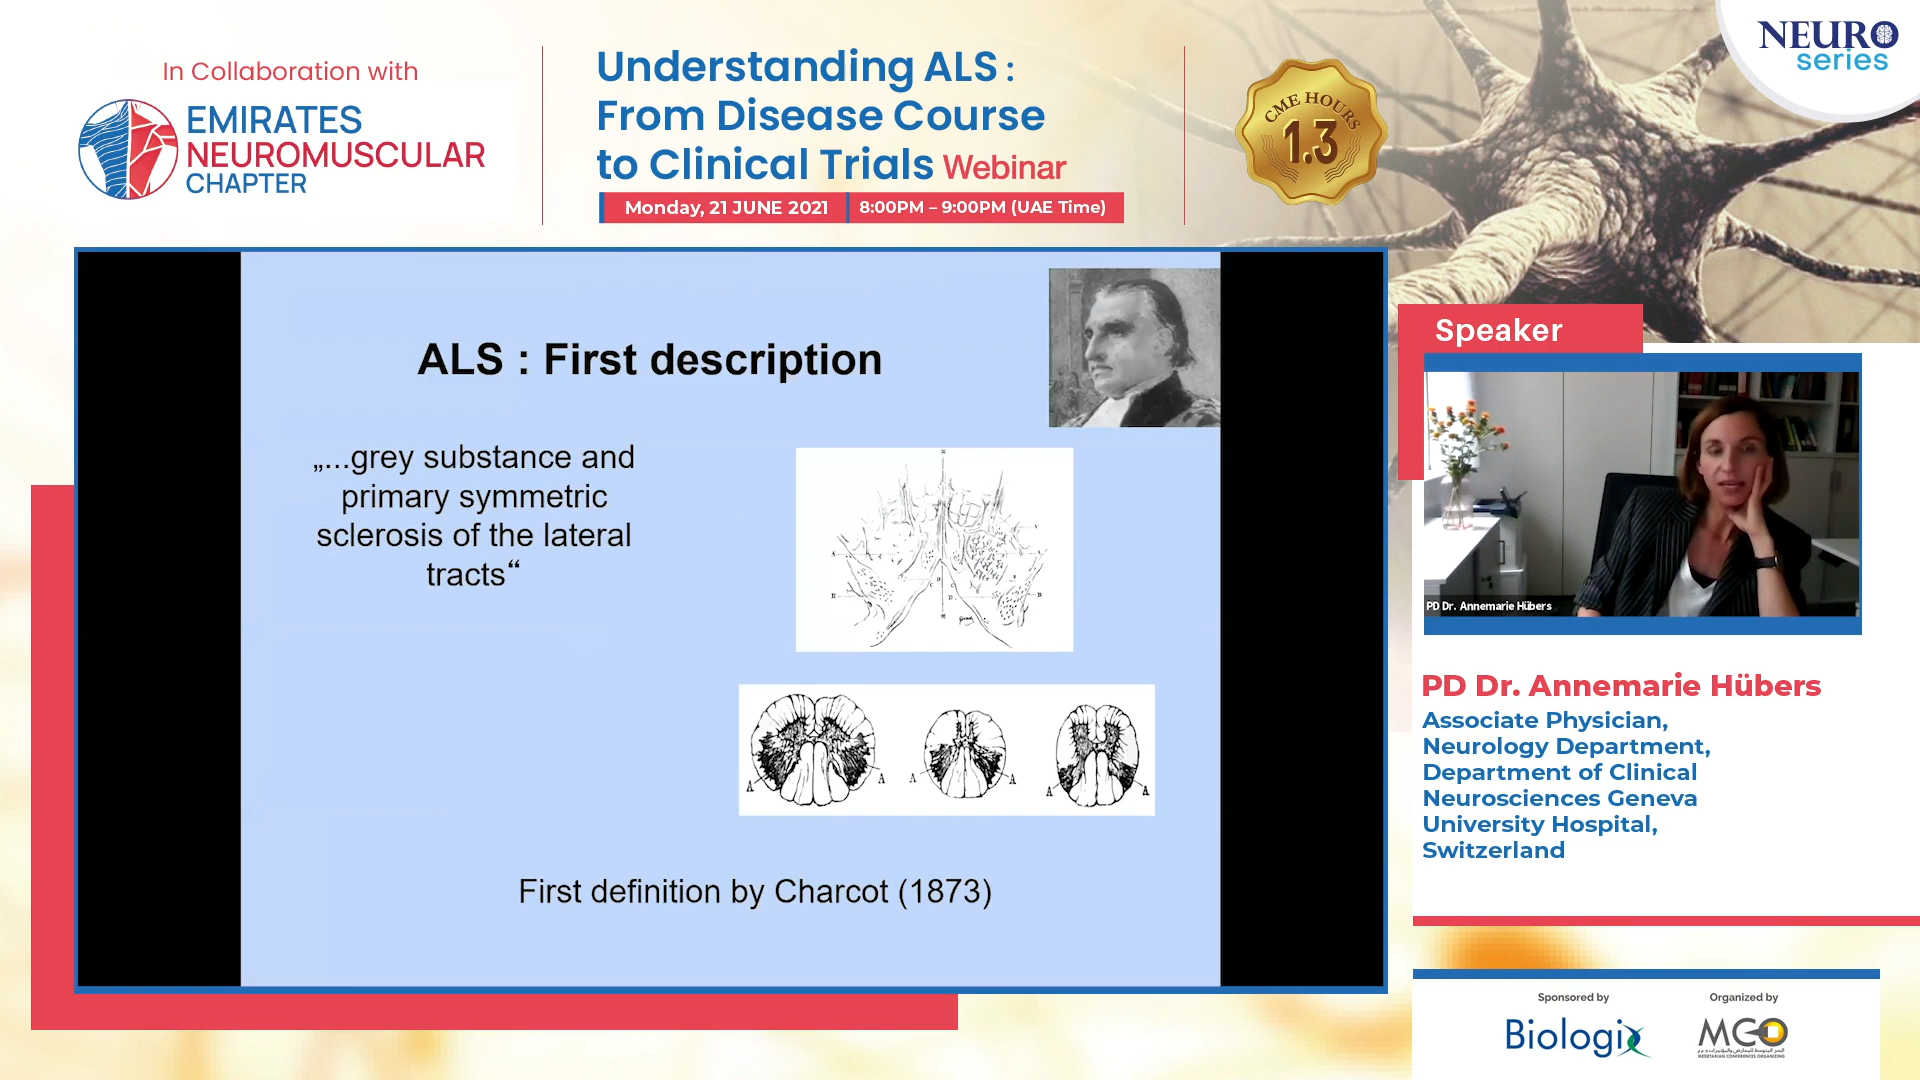 In Collaboration with
EMIRATES
NEUROMUSCULAR
CHAPTER
Understanding ALS :
From Disease Course
to Clinical Trials Webinar
Monday, 21 JUNE 2021
8:00PM – 9:00PM (UAE Time)
CME HOURS
1.3
NEURO
series
ALS : First description
„...grey substance and
primary symmetric
sclerosis of the lateral
tracts“
A A A A A A
First definition by Charcot (1873)
Speaker
PD Dr. Annemarie Hübers
PD Dr. Annemarie Hübers
Associate Physician,
Neurology Department,
Department of Clinical
Neurosciences Geneva
University Hospital,
Switzerland
Sponsored by
Biologix
Organized by
MCO
MEDITARIAN CONFERENCES ORGANIZING